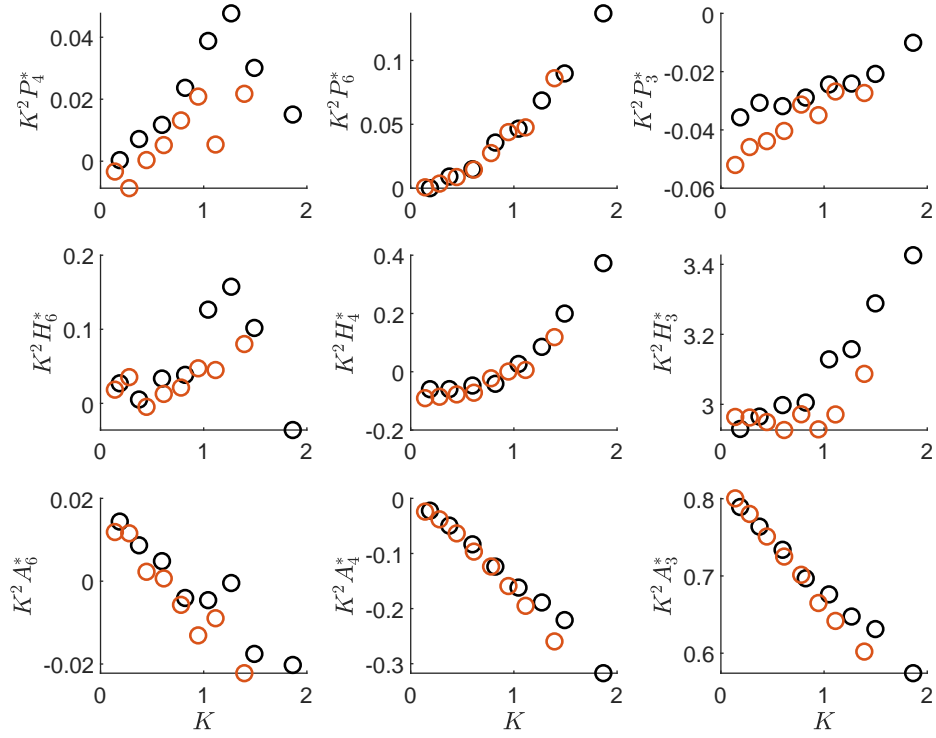 $K^2P_4^*$
0.04
0.02
0
0 1 2
$K^2P_6^*$
0.1
0.05
0
0 1 2
$K^2P_3^*$
0
-0.02
-0.04
-0.06
0 1 2
$K^2H_6^*$
0.2
0.1
0
0 1 2
$K^2H_4^*$
0.4
0.2
0
-0.2
0 1 2
$K^2H_3^*$
3.4
3.2
3
0 1 2
$K^2A_6^*$
0.02
0
-0.02
0 1 2
$K$
$K^2A_4^*$
0
-0.1
-0.2
-0.3
0 1 2
$K$
$K^2A_3^*$
0.8
0.7
0.6
0 1 2
$K$